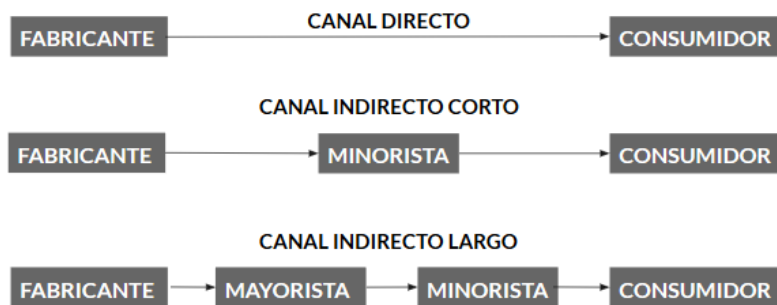 CANAL DIRECTO
FABRICANTE CONSUMIDOR
CANAL INDIRECTO CORTO
FABRICANTE MINORISTA CONSUMIDOR
CANAL INDIRECTO LARGO
FABRICANTE MAYORISTA MINORISTA CONSUMIDOR